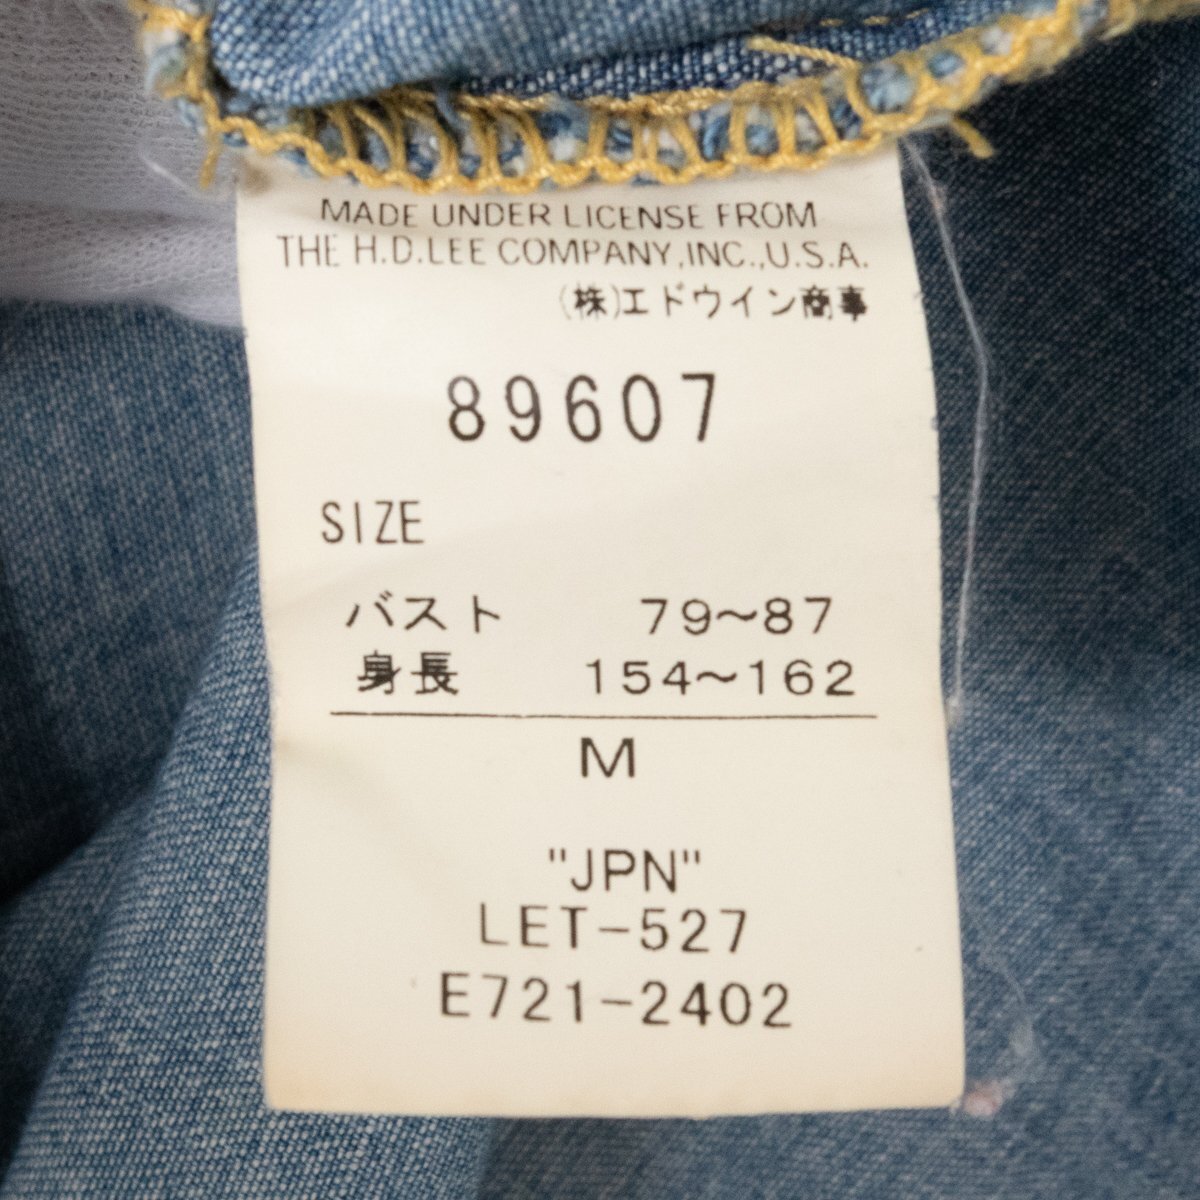 MADE UNDER LICENSE FROM
THE H.D.LEE COMPANY,INC.,U.S.A.
(株)エドウイン商事
89607
SIZE
バスト 79〜87
身長 154〜162
M
"JPN"
LET-527
E721-2402